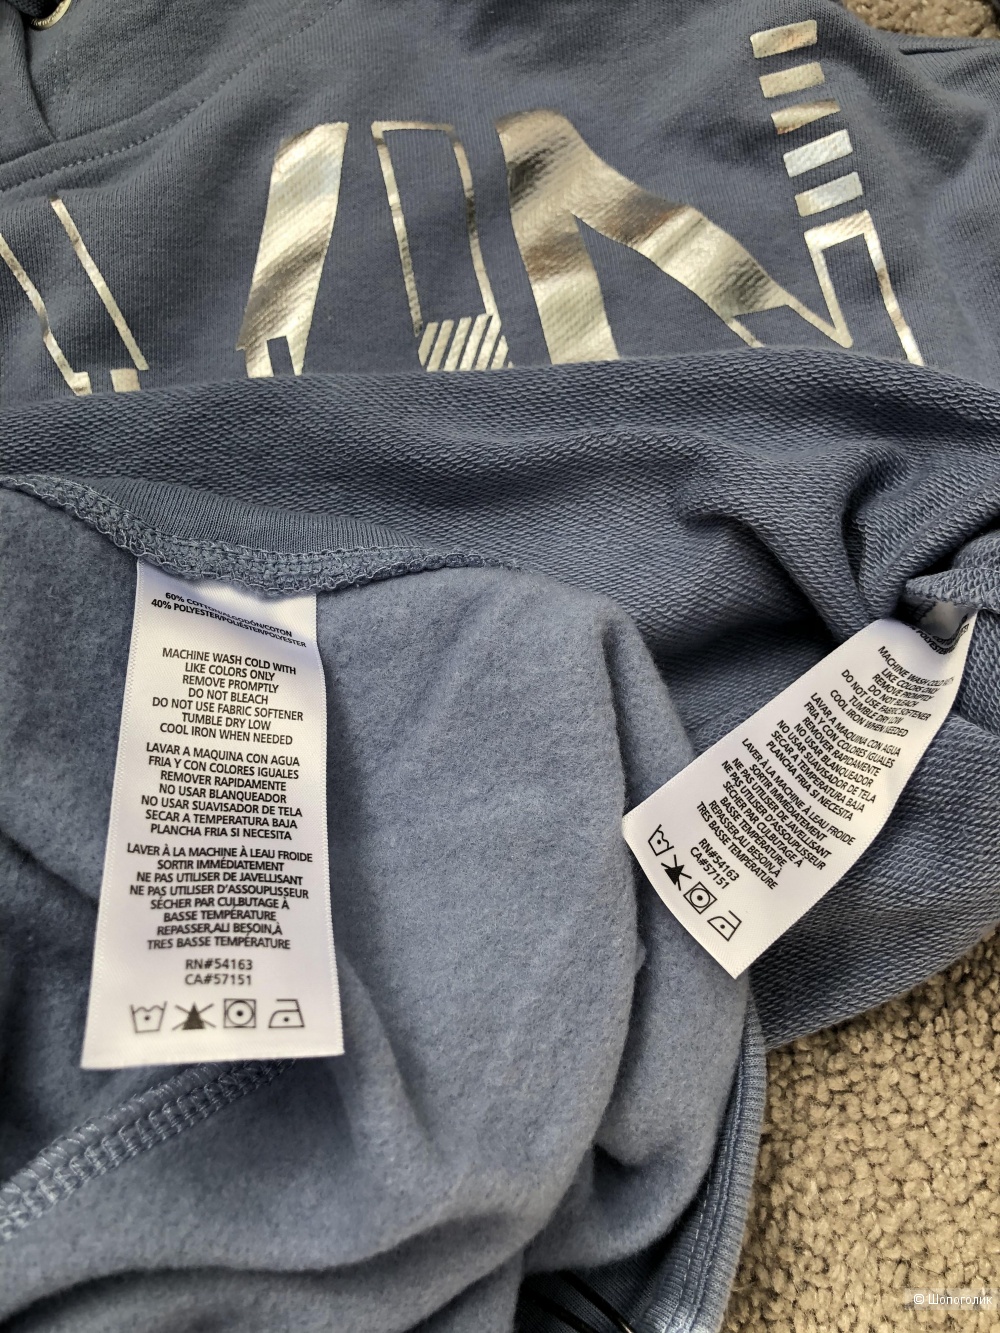 60% COTTON/ALGODÓN/COTON
40% POLYESTER/POLIÉSTER/POLYESTER
MACHINE WASH COLD WITH
LIKE COLORS ONLY
REMOVE PROMPTLY
DO NOT BLEACH
DO NOT USE FABRIC SOFTENER
TUMBLE DRY LOW
COOL IRON WHEN NEEDED
LAVAR A MAQUINA CON AGUA
FRIA Y CON COLORES IGUALES
REMOVER RAPIDAMENTE
NO USAR BLANQUEADOR
NO USAR SUAVISADOR DE TELA
SECAR A TEMPERATURA BAJA
PLANCHA FRIA SI NECESITA
LAVER À LA MACHINE À LEAU FROIDE
SORTIR IMMÉDIATEMENT
NE PAS UTILISER DE JAVELLISANT
NE PAS UTILISER D'ASSOUPLISSEUR
SÉCHER PAR CULBUTAGE À
BASSE TEMPÉRATURE
REPASSER,AU BESOIN,À
TRES BASSE TEMPÉRATURE
RN#54163
CA#57151
MACHINE WASH COLD WITH
LIKE COLORS ONLY
REMOVE PROMPTLY
DO NOT BLEACH
DO NOT USE FABRIC SOFTENER
TUMBLE DRY LOW
COOL IRON WHEN NEEDED
LAVAR A MAQUINA CON AGUA
FRIA Y CON COLORES IGUALES
REMOVER RAPIDAMENTE
NO USAR BLANQUEADOR
NO USAR SUAVISADOR DE TELA
SECAR A TEMPERATURA BAJA
PLANCHA FRIA SI NECESITA
LAVER À LA MACHINE À LEAU FROIDE
SORTIR IMMÉDIATEMENT
NE PAS UTILISER DE JAVELLISANT
NE PAS UTILISER D'ASSOUPLISSEUR
SÉCHER PAR CULBUTAGE À
BASSE TEMPÉRATURE
REPASSER,AU BESOIN,À
TRES BASSE TEMPÉRATURE
RN#54163
CA#57151
© Шопоголик